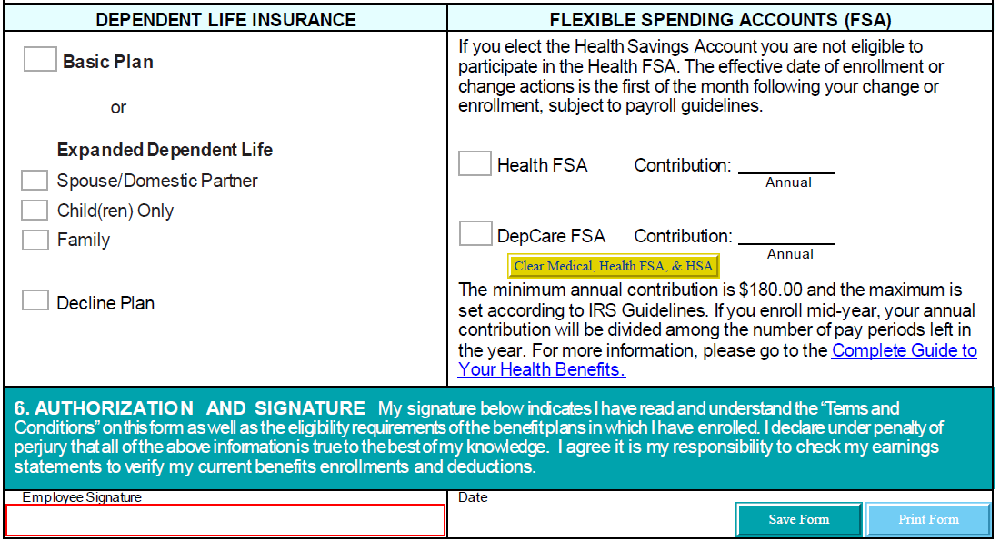 DEPENDENT LIFE INSURANCE
Basic Plan
or
Expanded Dependent Life
Spouse/Domestic Partner
Child(ren) Only
Family
Decline Plan
FLEXIBLE SPENDING ACCOUNTS (FSA)
If you elect the Health Savings Account you are not eligible to
participate in the Health FSA. The effective date of enrollment or
change actions is the first of the month following your change or
enrollment, subject to payroll guidelines.
Health FSA Contribution:
Annual
DepCare FSA Contribution:
Annual
Clear Medical, Health FSA, & HSA
The minimum annual contribution is $180.00 and the maximum is
set according to IRS Guidelines. If you enroll mid-year, your annual
contribution will be divided among the number of pay periods left in
the year. For more information, please go to the Complete Guide to
Your Health Benefits.
6. AUTHORIZATION AND SIGNATURE My signature below indicates I have read and understand the “Terms and
Conditions” on this form as well as the eligibility requirements of the benefit plans in which I have enrolled. I declare under penalty of
perjury that all of the above information is true to the best of my knowledge. I agree it is my responsibility to check my earnings
statements to verify my current benefits enrollments and deductions.
Employee Signature
Date
Save Form
Print Form